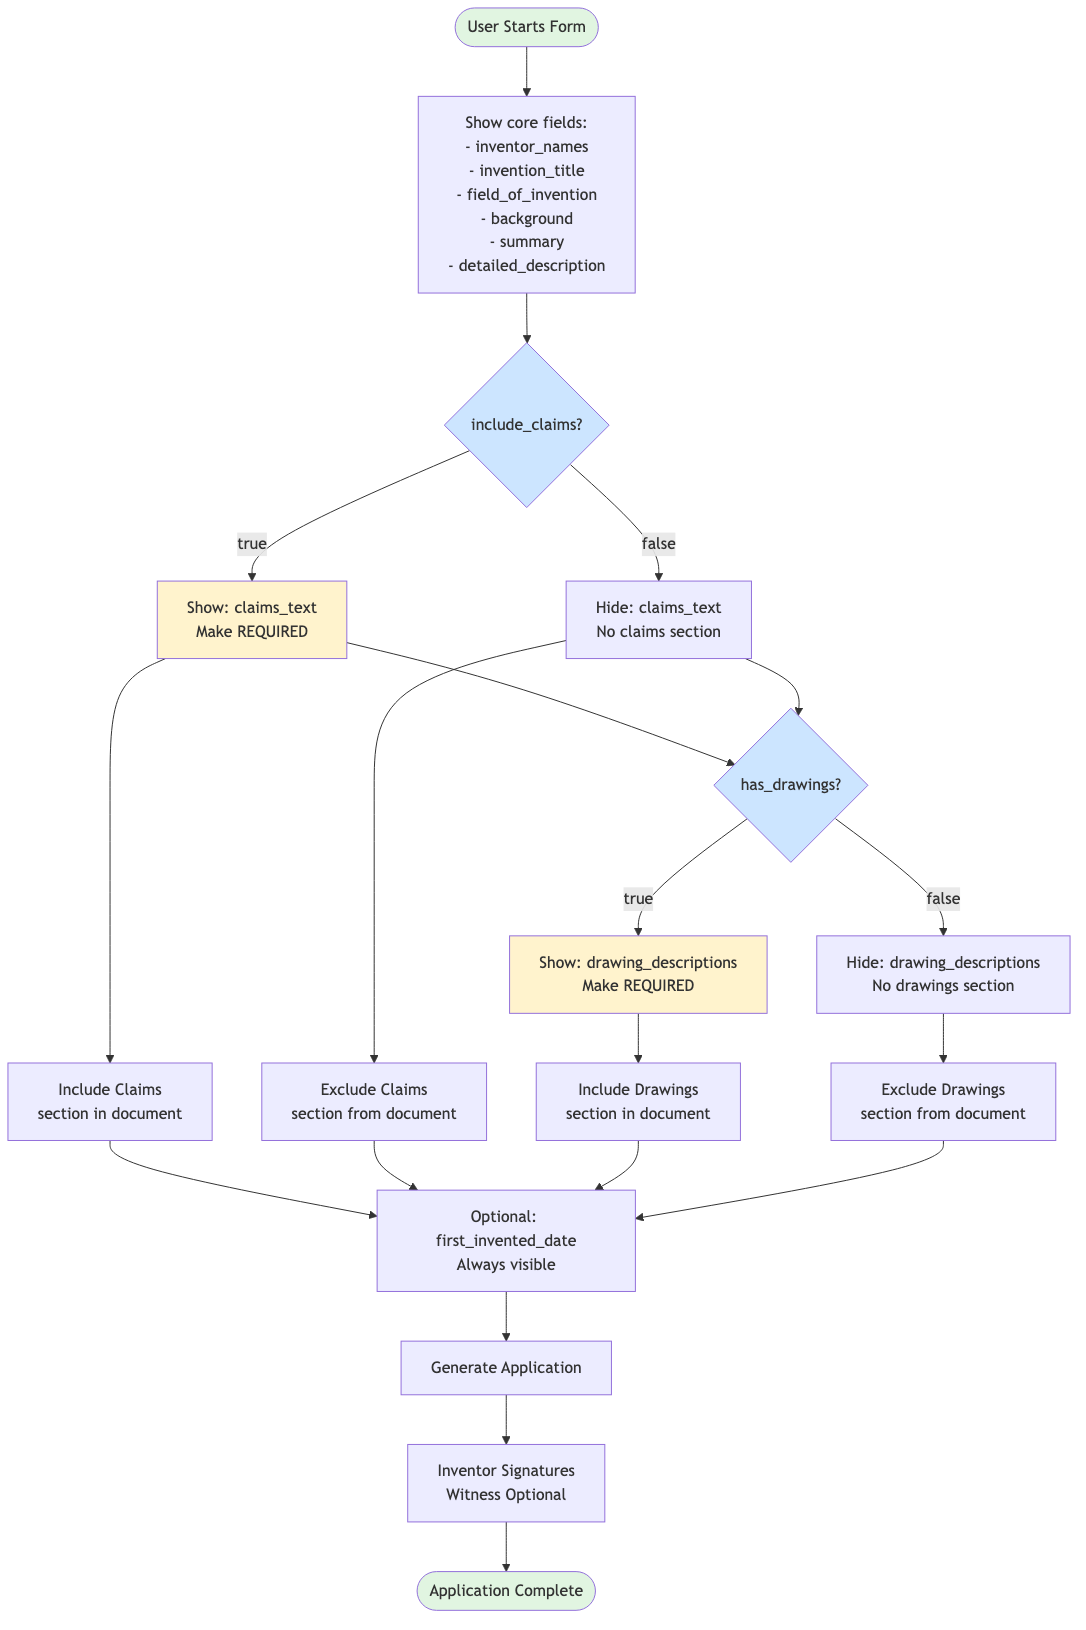 User Starts Form
Show core fields:
- inventor_names
- invention_title
- field_of_invention
- background
- summary
- detailed_description
include_claims?
true
false
Show: claims_text
Make REQUIRED
Hide: claims_text
No claims section
has_drawings?
true
false
Show: drawing_descriptions
Make REQUIRED
Hide: drawing_descriptions
No drawings section
Include Claims
section in document
Exclude Claims
section from document
Include Drawings
section in document
Exclude Drawings
section from document
Optional:
first_invented_date
Always visible
Generate Application
Inventor Signatures
Witness Optional
Application Complete